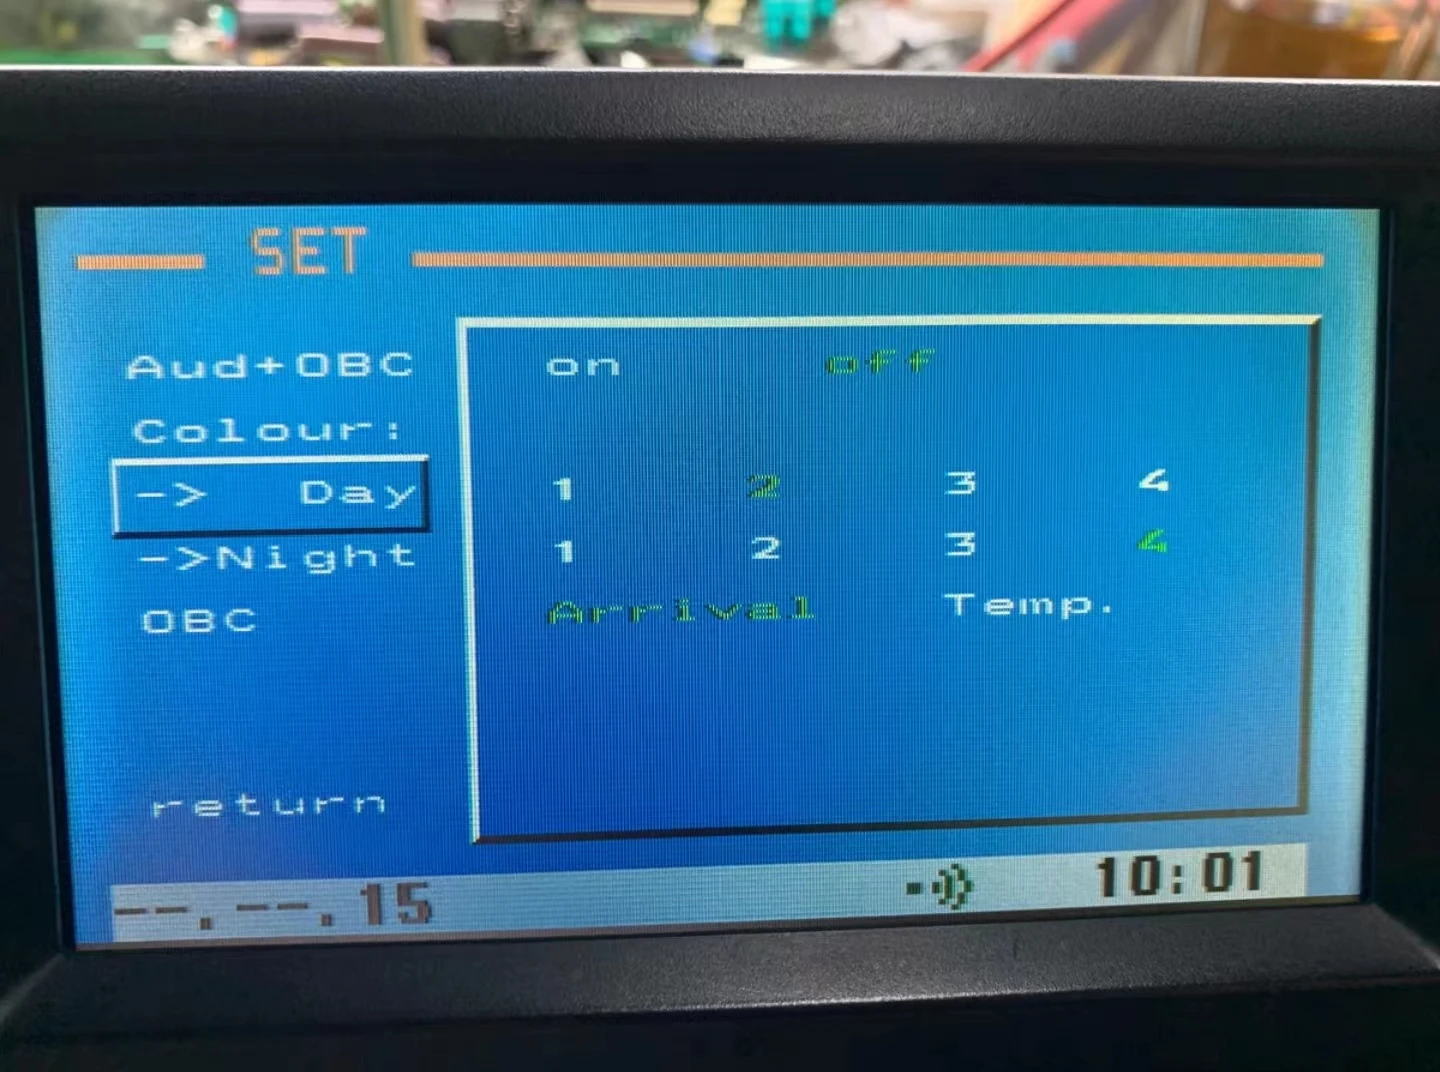 SET
Aud+OBC on off
Colour:
-> Day 1 2 3 4
->Night 1 2 3 4
OBC Arrival Temp.
return
--.--.15 10:01